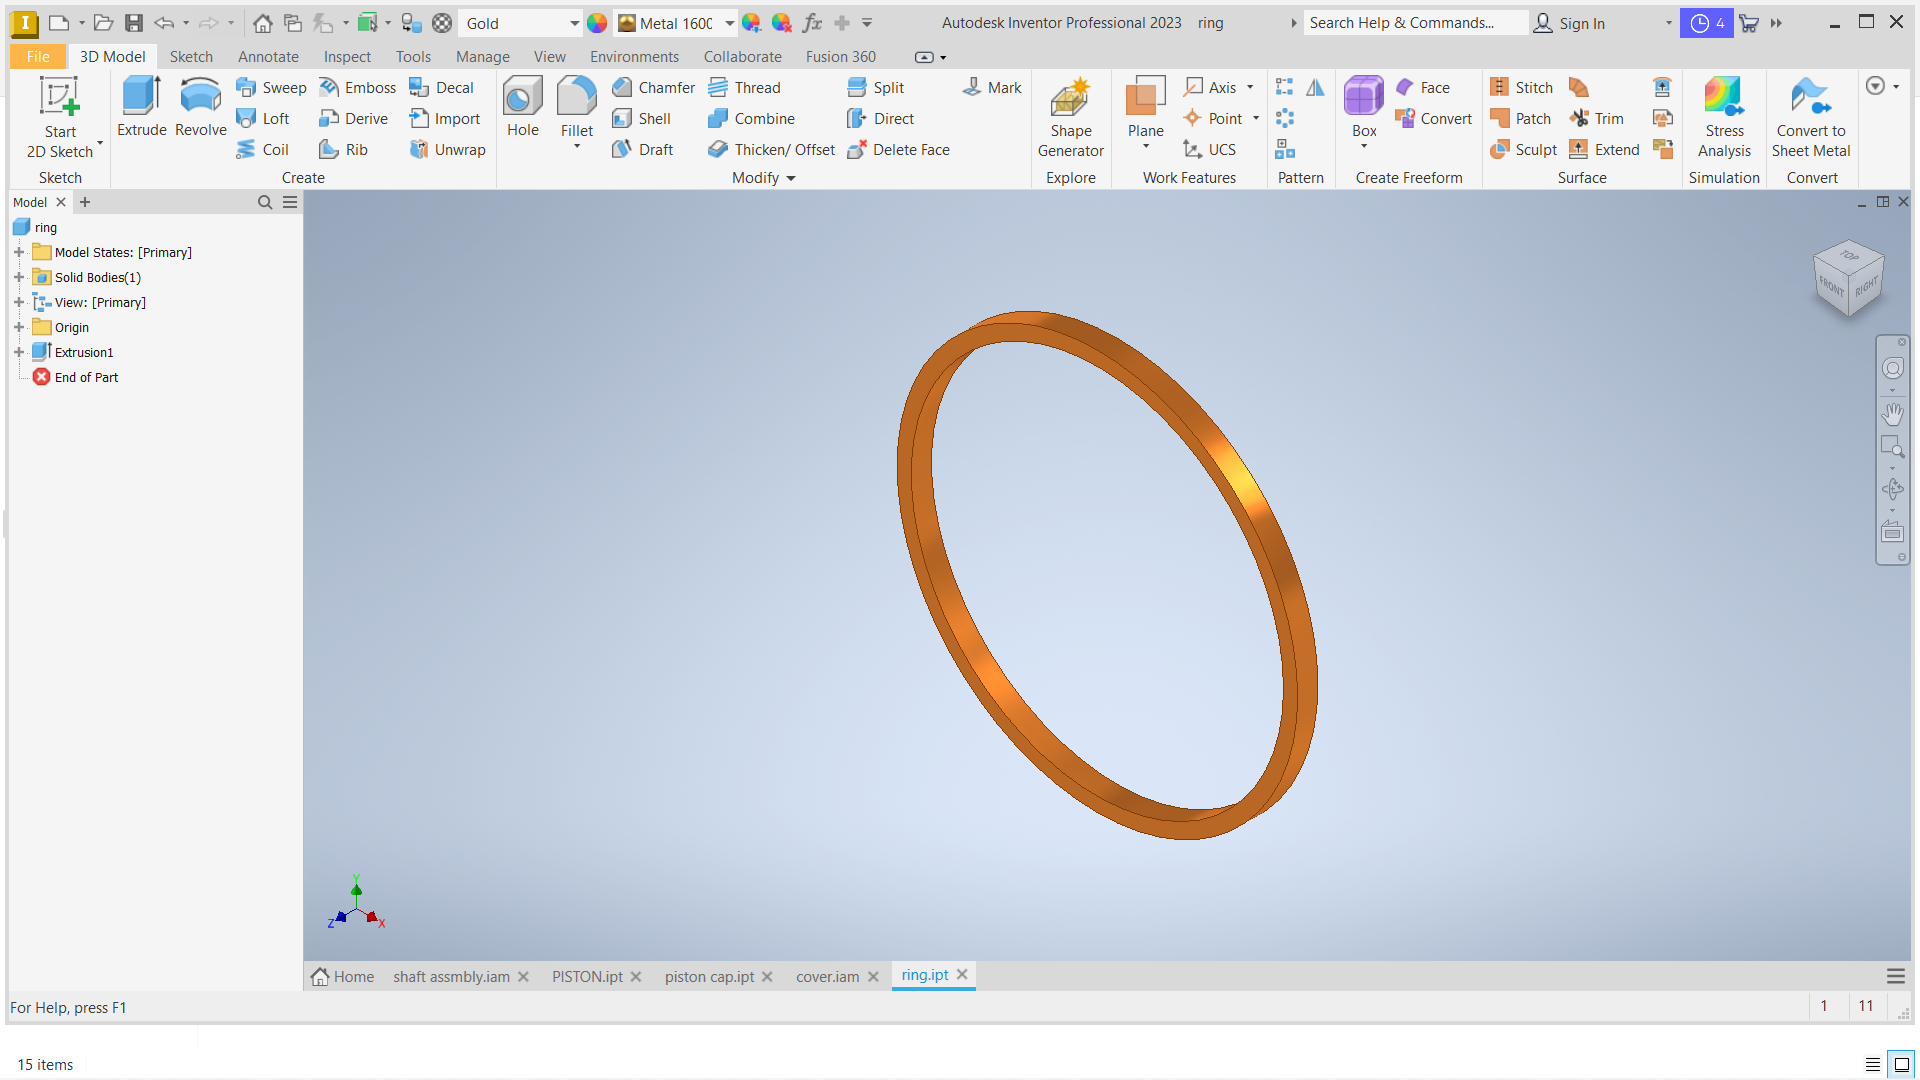 I Gold Metal 1600 fx Autodesk Inventor Professional 2023 ring Search Help & Commands... Sign In 4
File 3D Model Sketch Annotate Inspect Tools Manage View Environments Collaborate Fusion 360
Start
2D Sketch
Sketch
Extrude Revolve
Sweep Emboss Decal
Loft Derive Import
Coil Rib Unwrap
Create
Hole Fillet
Chamfer Thread Split Mark
Shell Combine Direct
Draft Thicken/ Offset Delete Face
Modify
Shape
Generator
Explore
Plane
Axis
Point
UCS
Work Features
Pattern
Box
Face
Convert
Create Freeform
Stitch
Patch Trim
Sculpt Extend
Surface
Stress
Analysis
Simulation
Convert to
Sheet Metal
Convert
Model
ring
Model States: [Primary]
Solid Bodies(1)
View: [Primary]
Origin
Extrusion1
End of Part
TOP
FRONT RIGHT
Y
Z X
Home shaft assmbly.iam PISTON.ipt piston cap.ipt cover.iam ring.ipt
For Help, press F1 1 11
15 items